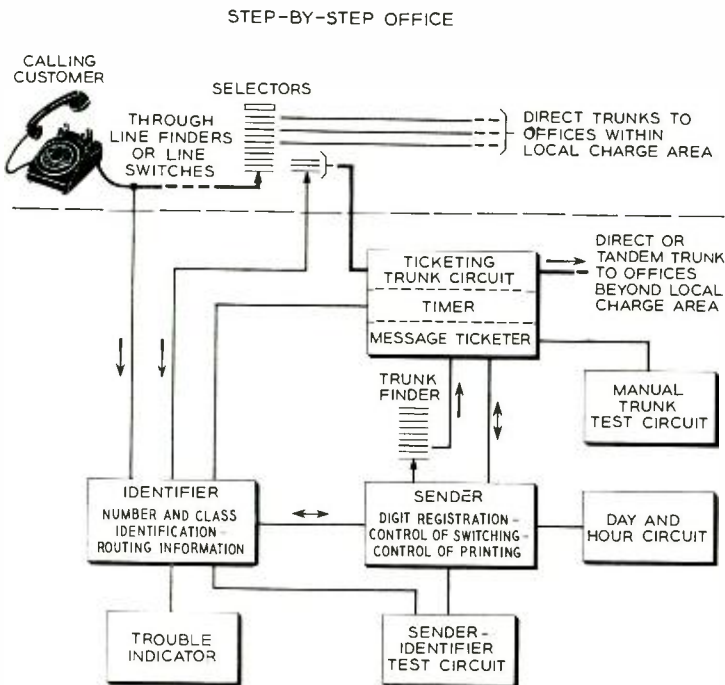 STEP-BY-STEP OFFICE
CALLING
CUSTOMER
SELECTORS
THROUGH
LINE FINDERS
OR LINE
SWITCHES
DIRECT TRUNKS TO
OFFICES WITHIN
LOCAL CHARGE AREA
TICKETING
TRUNK CIRCUIT
TIMER
MESSAGE TICKETER
DIRECT OR
TANDEM TRUNK
TO OFFICES
BEYOND LOCAL
CHARGE AREA
TRUNK
FINDER
MANUAL
TRUNK
TEST CIRCUIT
IDENTIFIER
NUMBER AND CLASS
IDENTIFICATION-
ROUTING INFORMATION
SENDER
DIGIT REGISTRATION-
CONTROL OF SWITCHING-
CONTROL OF PRINTING
DAY AND
HOUR CIRCUIT
TROUBLE
INDICATOR
SENDER-
IDENTIFIER
TEST CIRCUIT